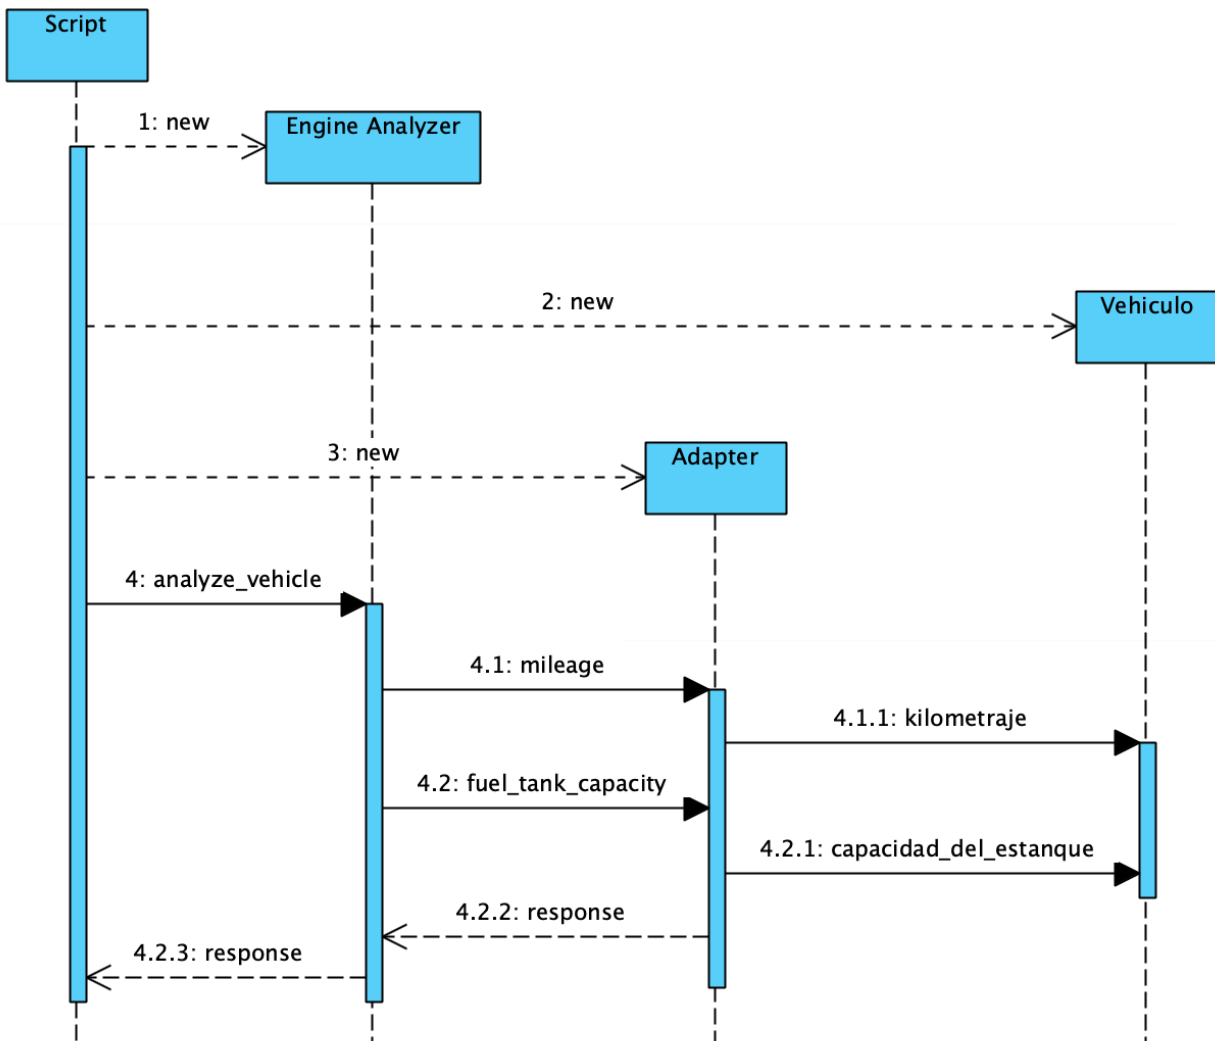 Script
1: new
Engine Analyzer
2: new
Vehiculo
3: new
Adapter
4: analyze_vehicle
4.1: mileage
4.1.1: kilometraje
4.2: fuel_tank_capacity
4.2.1: capacidad_del_estanque
4.2.2: response
4.2.3: response